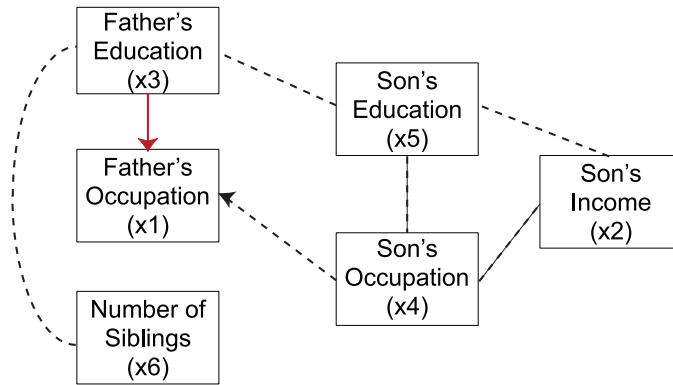 Father's
Education
(x3)
Son's
Education
(x5)
Father's
Occupation
(x1)
Son's
Income
(x2)
Son's
Occupation
(x4)
Number of
Siblings
(x6)